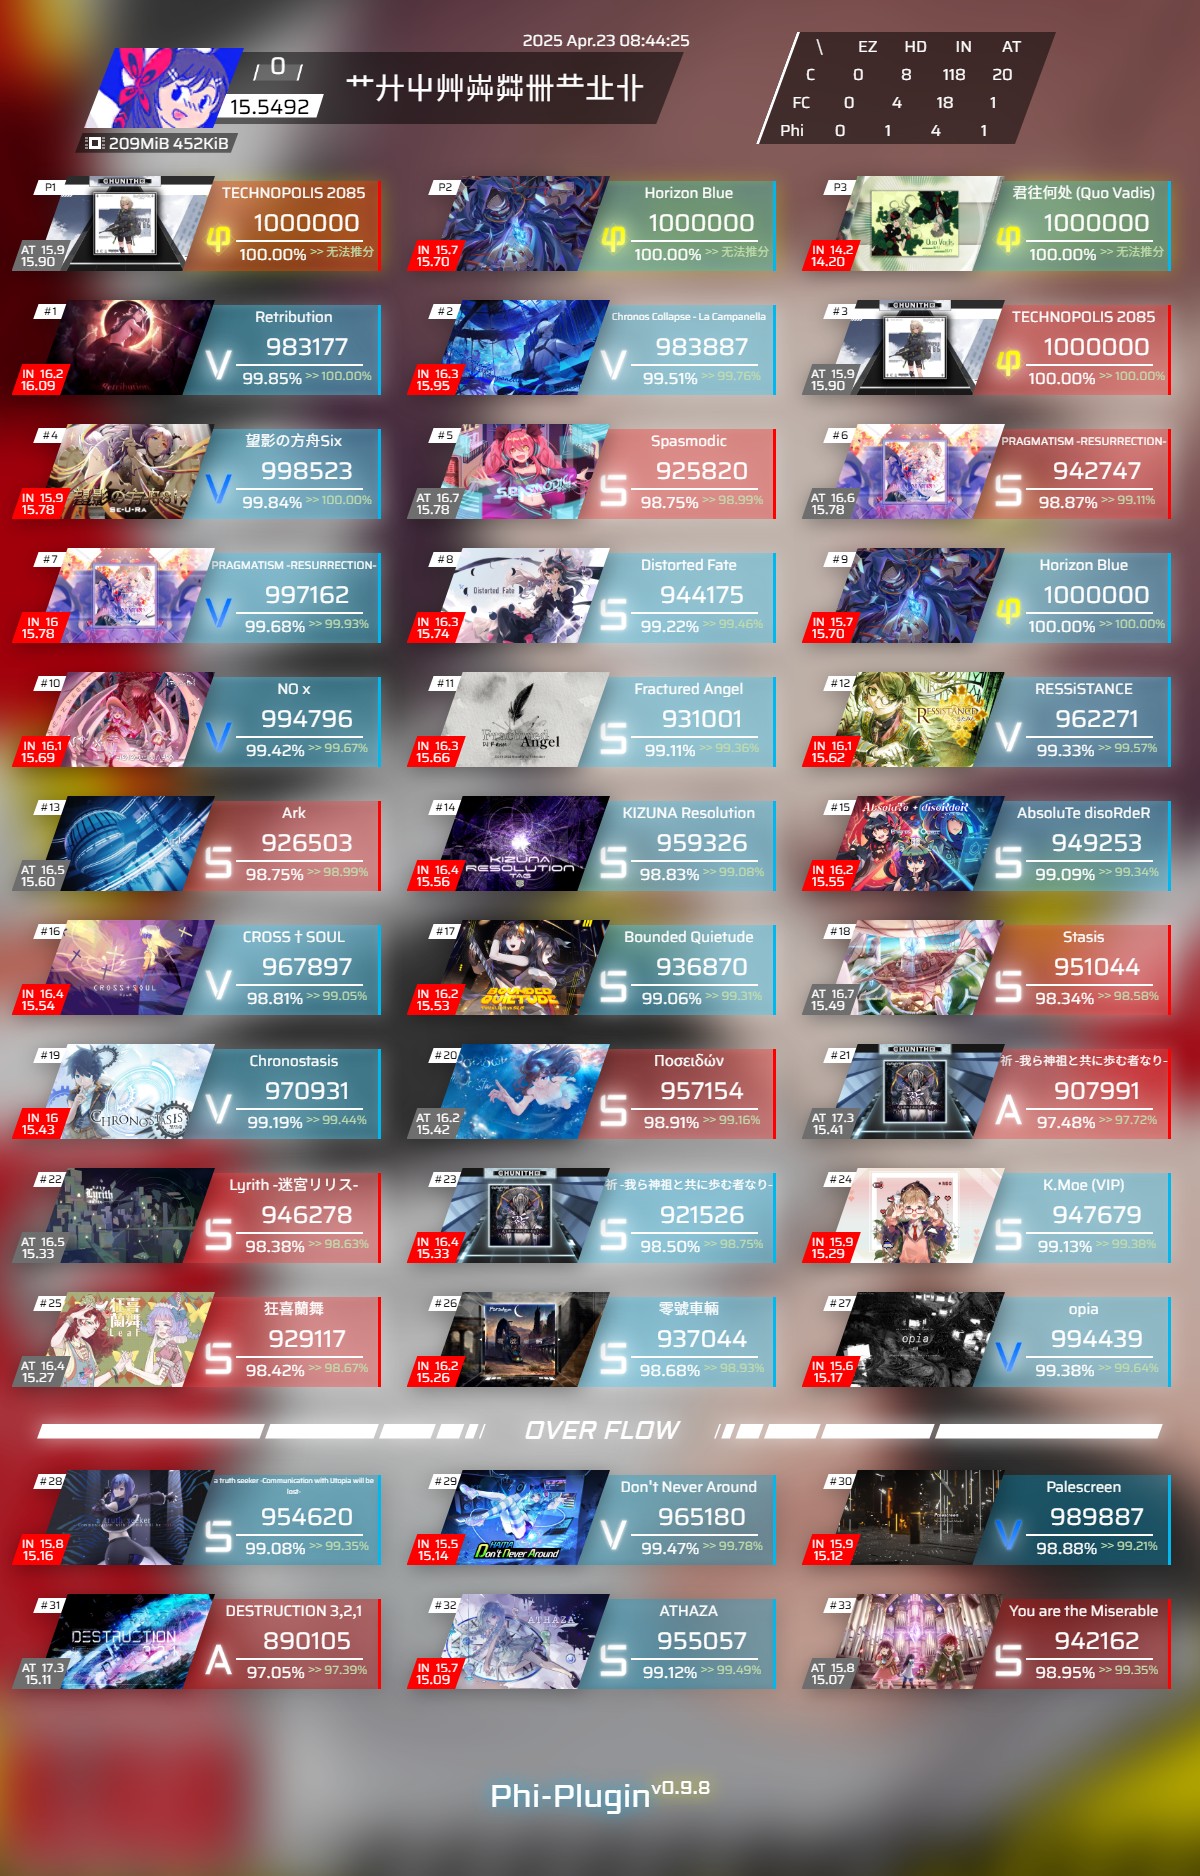 2025 Apr.23 08:44:25
/ 0 /
15.5492
艹廾屮艸茻茻卌龷业卝
209MiB 452KiB
\ EZ HD IN AT
C 0 8 118 20
FC 0 4 18 1
Phi 0 1 4 1
P1
TECHNOPOLIS 2085
1000000
AT 15.9
15.90
φ
100.00% >> 无法推分
P2
Horizon Blue
1000000
IN 15.7
15.70
φ
100.00% >> 无法推分
P3
君往何处 (Quo Vadis)
1000000
IN 14.2
14.20
φ
100.00% >> 无法推分
#1
Retribution
983177
IN 16.2
16.09
V
99.85% >> 100.00%
#2
Chronos Collapse - La Campanella
983887
IN 16.3
15.95
V
99.51% >> 99.76%
#3
TECHNOPOLIS 2085
1000000
AT 15.9
15.90
φ
100.00% >> 100.00%
#4
望影の方舟Six
998523
IN 15.9
15.78
V
99.84% >> 100.00%
#5
Spasmodic
925820
AT 16.7
15.78
S
98.75% >> 98.99%
#6
PRAGMATISM -RESURRECTION-
942747
AT 16.6
15.78
S
98.87% >> 99.11%
#7
PRAGMATISM -RESURRECTION-
997162
IN 16
15.78
V
99.68% >> 99.93%
#8
Distorted Fate
944175
IN 16.3
15.74
S
99.22% >> 99.46%
#9
Horizon Blue
1000000
IN 15.7
15.70
φ
100.00% >> 100.00%
#10
NO x
994796
IN 16.1
15.69
V
99.42% >> 99.67%
#11
Fractured Angel
931001
IN 16.3
15.66
S
99.11% >> 99.36%
#12
RESSiSTANCE
962271
IN 16.1
15.62
V
99.33% >> 99.57%
#13
Ark
926503
AT 16.5
15.60
S
98.75% >> 98.99%
#14
KIZUNA Resolution
959326
IN 16.4
15.56
S
98.83% >> 99.08%
#15
AbsoluTe disoRdeR
949253
IN 16.2
15.55
S
99.09% >> 99.34%
#16
CROSS†SOUL
967897
IN 16.4
15.54
V
98.81% >> 99.05%
#17
Bounded Quietude
936870
IN 16.2
15.53
S
99.06% >> 99.31%
#18
Stasis
951044
AT 16.7
15.49
S
98.34% >> 98.58%
#19
Chronostasis
970931
IN 16
15.43
V
99.19% >> 99.44%
#20
Ποσειδών
957154
AT 16.2
15.42
S
98.91% >> 99.16%
#21
祈 -我ら神祖と共に歩む者なり-
907991
AT 17.3
15.41
A
97.48% >> 97.72%
#22
Lyrith -迷宮リリス-
946278
AT 16.5
15.33
S
98.38% >> 98.63%
#23
祈 -我ら神祖と共に歩む者なり-
921526
IN 16.4
15.33
S
98.50% >> 98.75%
#24
K.Moe (VIP)
947679
IN 15.9
15.29
S
99.13% >> 99.38%
#25
狂喜蘭舞
929117
AT 16.4
15.27
S
98.42% >> 98.67%
#26
零號車輛
937044
IN 16.2
15.26
S
98.68% >> 98.93%
#27
opia
994439
IN 15.6
15.17
V
99.38% >> 99.64%
OVER FLOW
#28
a truth seeker -Communication with Utopia will be
lost-
954620
IN 15.8
15.16
S
99.08% >> 99.35%
#29
Don't Never Around
965180
IN 15.5
15.14
V
99.47% >> 99.78%
#30
Palescreen
989887
IN 15.9
15.12
V
98.88% >> 99.21%
#31
DESTRUCTION 3,2,1
890105
AT 17.3
15.11
A
97.05% >> 97.39%
#32
ATHAZA
955057
IN 15.7
15.09
S
99.12% >> 99.49%
#33
You are the Miserable
942162
AT 15.8
15.07
S
98.95% >> 99.35%
Phi-Plugin v0.9.8